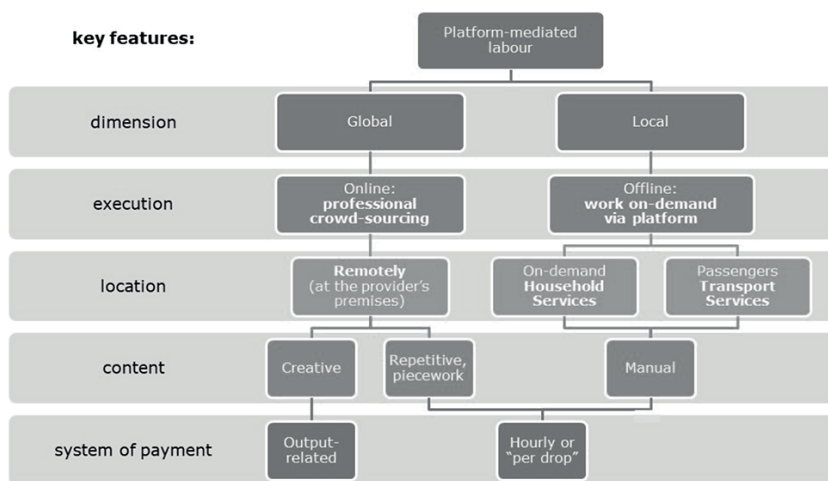 key features:
Platform-mediated
labour
dimension
Global
Local
execution
Online:
professional
crowd-sourcing
Offline:
work on-demand
via platform
location
Remotely
(at the provider's
premises)
On-demand
Household
Services
Passengers
Transport
Services
content
Creative
Repetitive,
piecework
Manual
system of payment
Output-
related
Hourly or
“per drop”